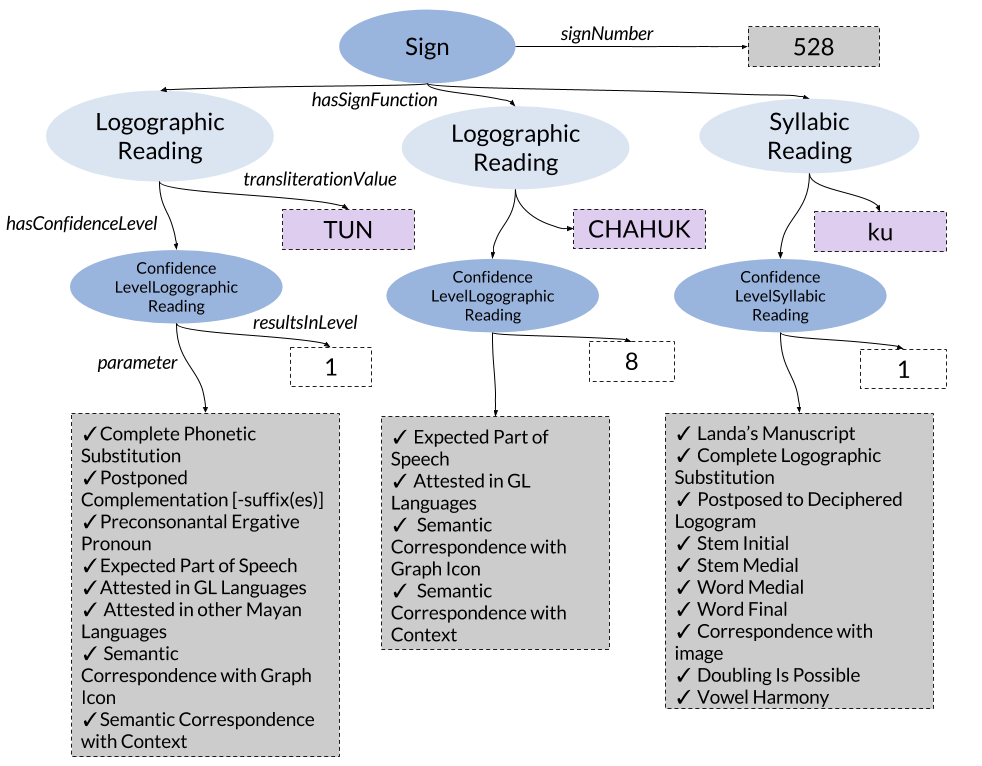 Sign
signNumber
528
hasSignFunction
Logographic
Reading
Logographic
Reading
Syllabic
Reading
transliterationValue
TUN
CHAHUK
ku
hasConfidenceLevel
Confidence
LevelLogographic
Reading
Confidence
LevelLogographic
Reading
Confidence
LevelSyllabic
Reading
resultsInLevel
1
8
1
parameter
✓Complete Phonetic
Substitution
✓Postponed
Complementation [-suffix(es)]
✓Preconsonantal Ergative
Pronoun
✓Expected Part of Speech
✓Attested in GL Languages
✓ Attested in other Mayan
Languages
✓ Semantic
Correspondence with Graph
Icon
✓Semantic Correspondence
with Context
✓ Expected Part of
Speech
✓ Attested in GL
Languages
✓ Semantic
Correspondence with
Graph Icon
✓ Semantic
Correspondence with
Context
✓ Landa’s Manuscript
✓ Complete Logographic
Substitution
✓ Postposed to Deciphered
Logogram
✓ Stem Initial
✓ Stem Medial
✓ Word Medial
✓ Word Final
✓ Correspondence with
image
✓ Doubling Is Possible
✓ Vowel Harmony